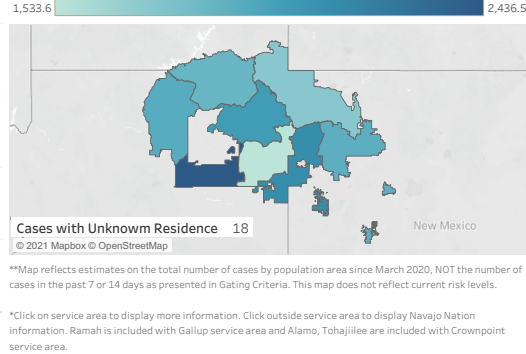 1,533.6 2,436.5
New Mexico
Cases with Unknowm Residence 18
© 2021 Mapbox © OpenStreetMap
**Map reflects estimates on the total number of cases by population area since March 2020, NOT the number of
cases in the past 7 or 14 days as presented in Gating Criteria. This map does not reflect current risk levels.
*Click on service area to display more information. Click outside service area to display Navajo Nation
information. Ramah is included with Gallup service area and Alamo, Tohajiilee are included with Crownpoint
service area.